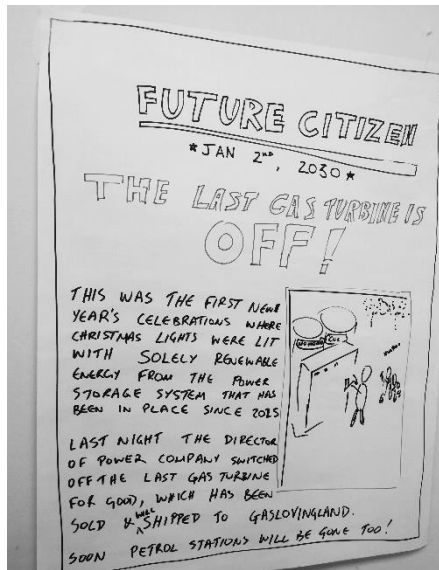 FUTURE CITIZEN
*JAN 2ND, 2030*
THE LAST GAS TURBINE IS
OFF!
THIS WAS THE FIRST NEW
YEAR'S CELEBRATIONS WHERE
CHRISTMAS LIGHTS WERE LIT
WITH SOLELY RENEWABLE
ENERGY FROM THE POWER
STORAGE SYSTEM THAT HAS
BEEN IN PLACE SINCE 2025
LAST NIGHT THE DIRECTOR
OF POWER COMPANY SWITCHED
OFF THE LAST GAS TURBINE
FOR GOOD, WHICH HAS BEEN
SOLD & WILL SHIPPED TO GASLOVINGLAND.
SOON PETROL STATIONS WILL BE GONE TOO!